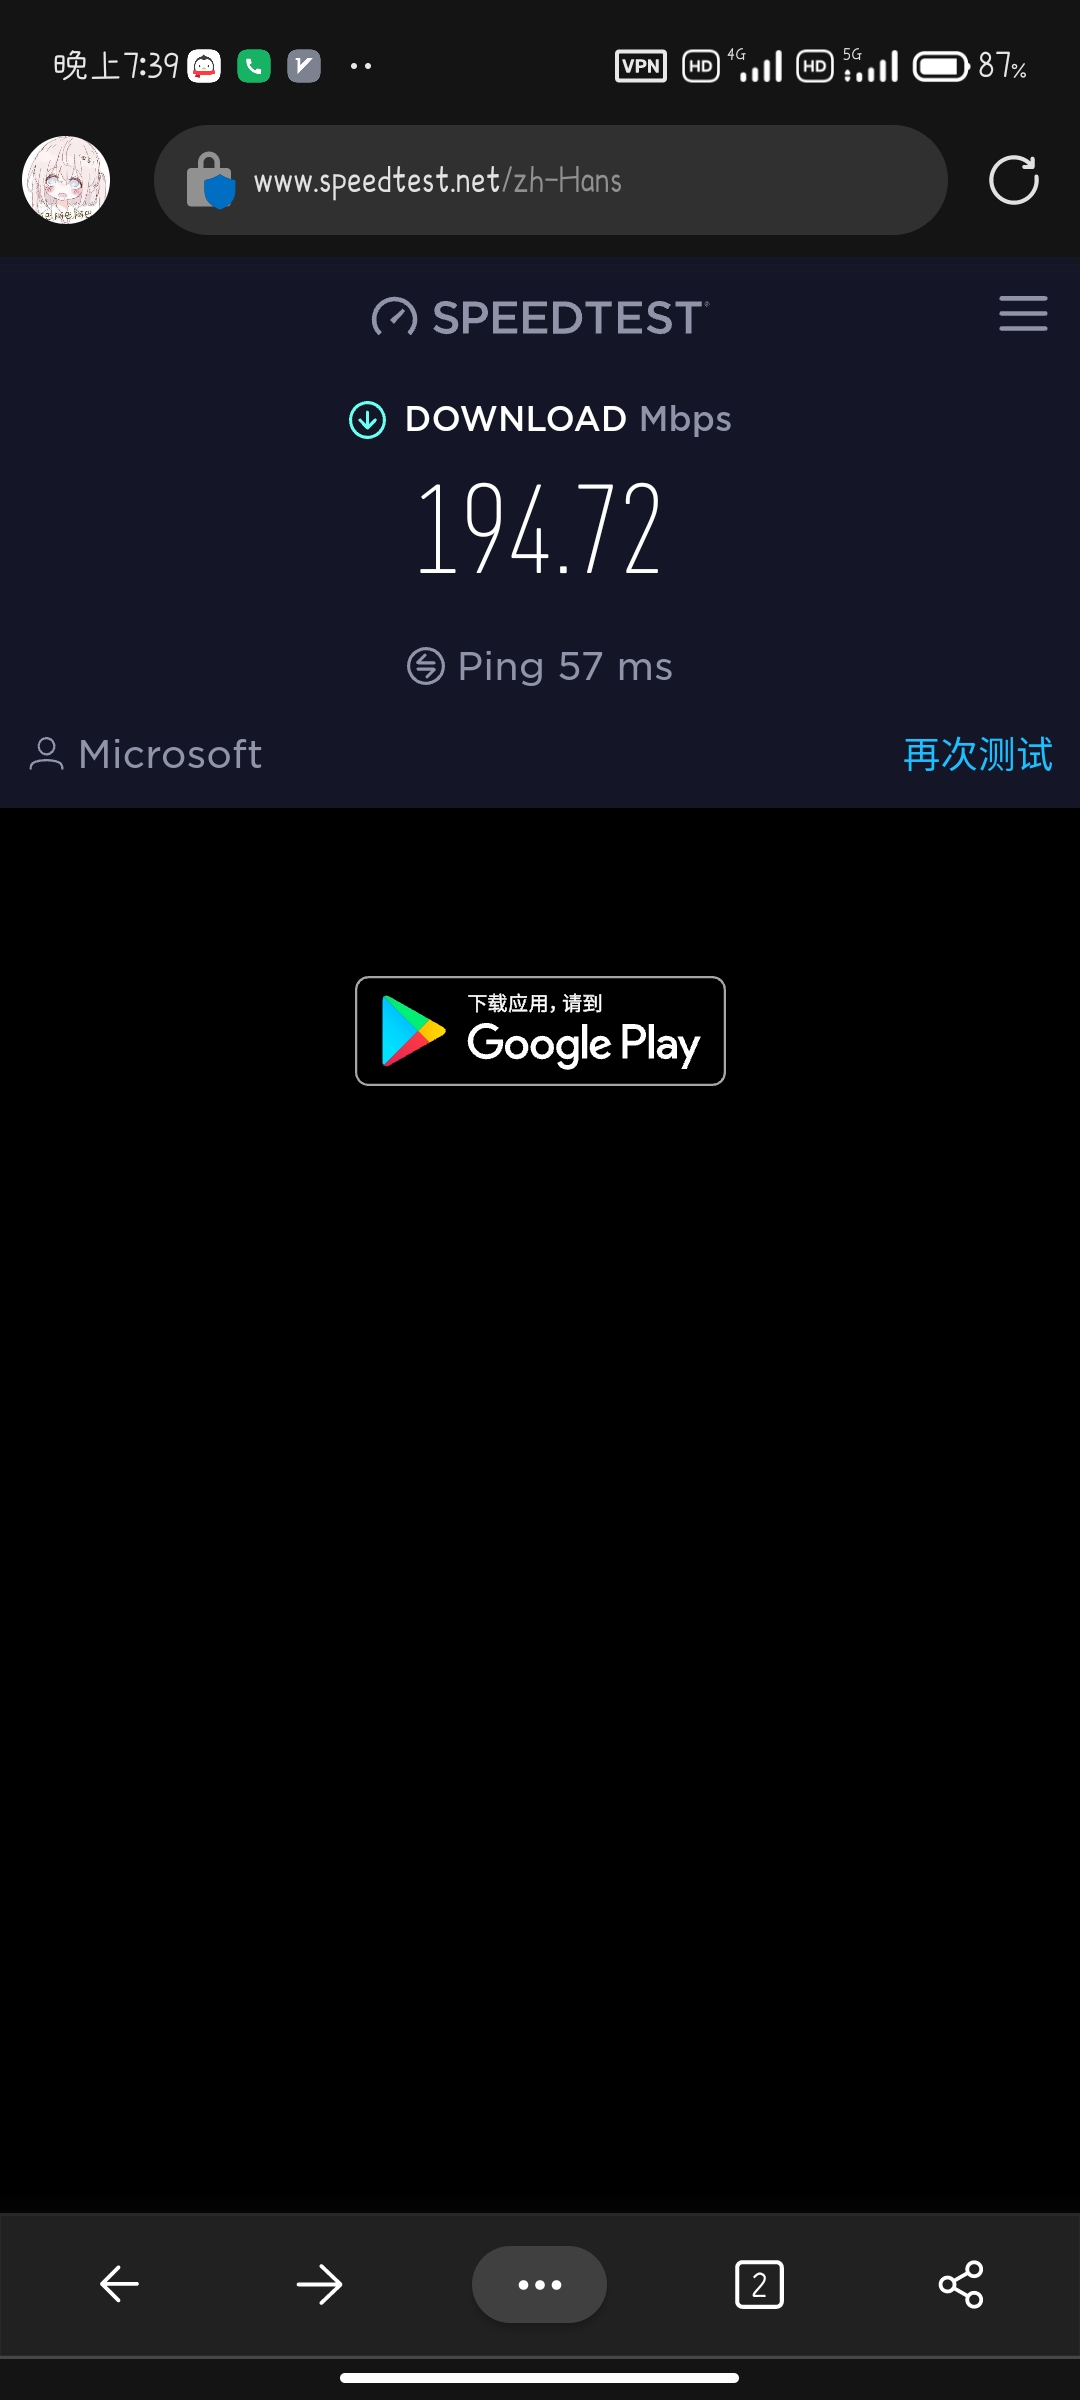 晚上7:39 VPN HD 4G HD 5G 87%
www.speedtest.net/zh-Hans
SPEEDTEST
DOWNLOAD Mbps
194.72
Ping 57 ms
Microsoft 再次测试
下载应用，请到
Google Play
2